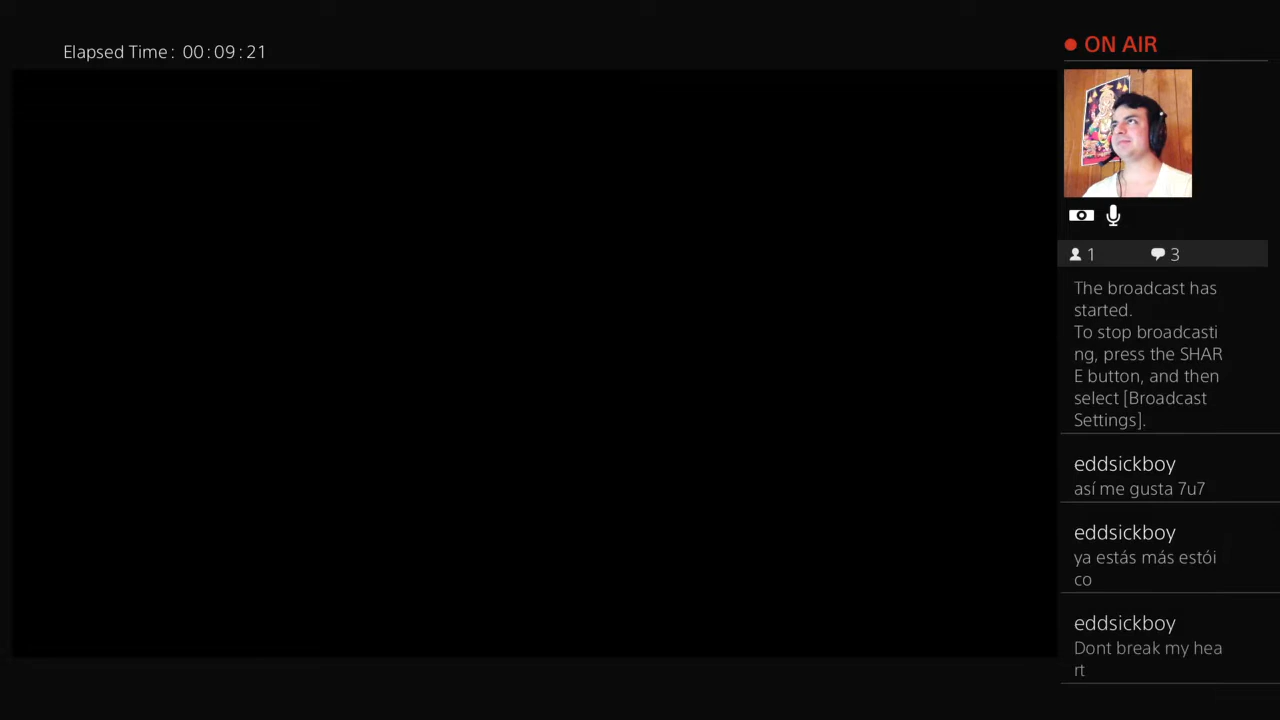 Elapsed Time: 00:09:21
ON AIR
1 3
The broadcast has
started.
To stop broadcasti
ng, press the SHAR
E button, and then
select [Broadcast
Settings].
eddsickboy
así me gusta 7u7
eddsickboy
ya estás más estói
co
eddsickboy
Dont break my hea
rt